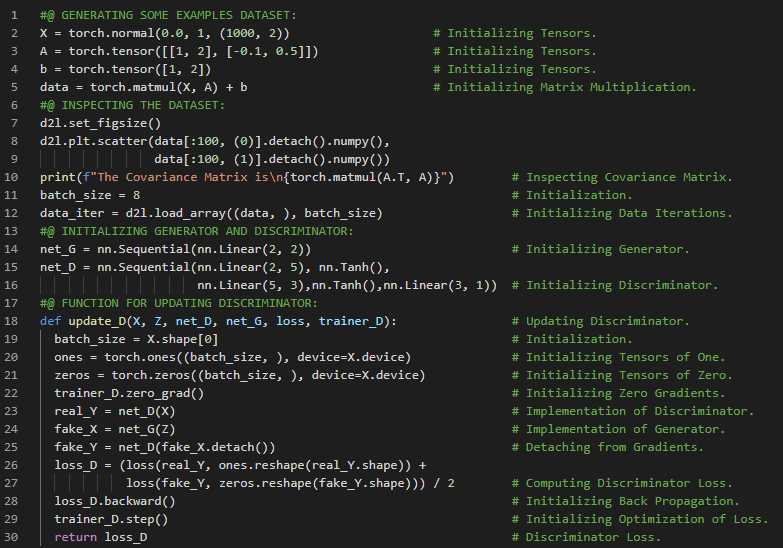 1 #@ GENERATING SOME EXAMPLES DATASET:
2 X = torch.normal(0.0, 1, (1000, 2)) # Initializing Tensors.
3 A = torch.tensor([[1, 2], [-0.1, 0.5]]) # Initializing Tensors.
4 b = torch.tensor([1, 2]) # Initializing Tensors.
5 data = torch.matmul(X, A) + b # Initializing Matrix Multiplication.
6 #@ INSPECTING THE DATASET:
7 d2l.set_figsize()
8 d2l.plt.scatter(data[:100, (0)].detach().numpy(),
9 data[:100, (1)].detach().numpy())
10 print(f"The Covariance Matrix is\n{torch.matmul(A.T, A)}") # Inspecting Covariance Matrix.
11 batch_size = 8 # Initialization.
12 data_iter = d2l.load_array((data, ), batch_size) # Initializing Data Iterations.
13 #@ INITIALIZING GENERATOR AND DISCRIMINATOR:
14 net_G = nn.Sequential(nn.Linear(2, 2)) # Initializing Generator.
15 net_D = nn.Sequential(nn.Linear(2, 5), nn.Tanh(),
16 nn.Linear(5, 3),nn.Tanh(),nn.Linear(3, 1)) # Initializing Discriminator.
17 #@ FUNCTION FOR UPDATING DISCRIMINATOR:
18 def update_D(X, Z, net_D, net_G, loss, trainer_D): # Updating Discriminator.
19 batch_size = X.shape[0] # Initialization.
20 ones = torch.ones((batch_size, ), device=X.device) # Initializing Tensors of One.
21 zeros = torch.zeros((batch_size, ), device=X.device) # Initializing Tensors of Zero.
22 trainer_D.zero_grad() # Initializing Zero Gradients.
23 real_Y = net_D(X) # Implementation of Discriminator.
24 fake_X = net_G(Z) # Implementation of Generator.
25 fake_Y = net_D(fake_X.detach()) # Detaching from Gradients.
26 loss_D = (loss(real_Y, ones.reshape(real_Y.shape)) +
27 loss(fake_Y, zeros.reshape(fake_Y.shape))) / 2 # Computing Discriminator Loss.
28 loss_D.backward() # Initializing Back Propagation.
29 trainer_D.step() # Initializing Optimization of Loss.
30 return loss_D # Discriminator Loss.